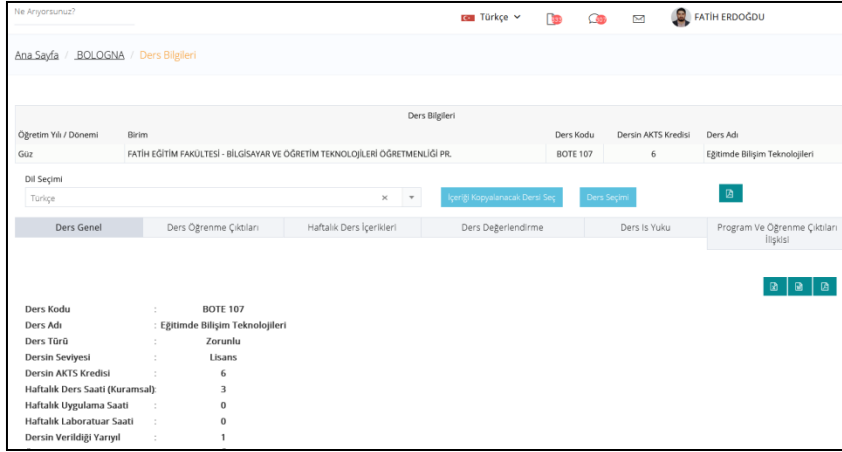 Ne Arıyorsunuz?
Türkçe
FATİH ERDOĞDU
Ana Sayfa / BOLOGNA / Ders Bilgileri
Ders Bilgileri
Öğretim Yılı / Dönemi Birim Ders Kodu Dersin AKTS Kredisi Ders Adı
Güz FATİH EĞİTİM FAKÜLTESİ - BİLGİSAYAR VE ÖĞRETİM TEKNOLOJİLERİ ÖĞRETMENLİĞİ PR. BOTE 107 6 Eğitimde Bilişim Teknolojileri
Dil Seçimi
Türkçe
İçeriği Kopyalanacak Dersi Seç
Ders Seçimi
Ders Genel Ders Öğrenme Çıktıları Haftalık Ders İçerikleri Ders Değerlendirme Ders Is Yuku Program Ve Öğrenme Çıktıları
İlişkisi
Ders Kodu : BOTE 107
Ders Adı : Eğitimde Bilişim Teknolojileri
Ders Türü : Zorunlu
Dersin Seviyesi : Lisans
Dersin AKTS Kredisi : 6
Haftalık Ders Saati (Kuramsal): 3
Haftalık Uygulama Saati : 0
Haftalık Laboratuar Saati : 0
Dersin Verildiği Yarıyıl : 1